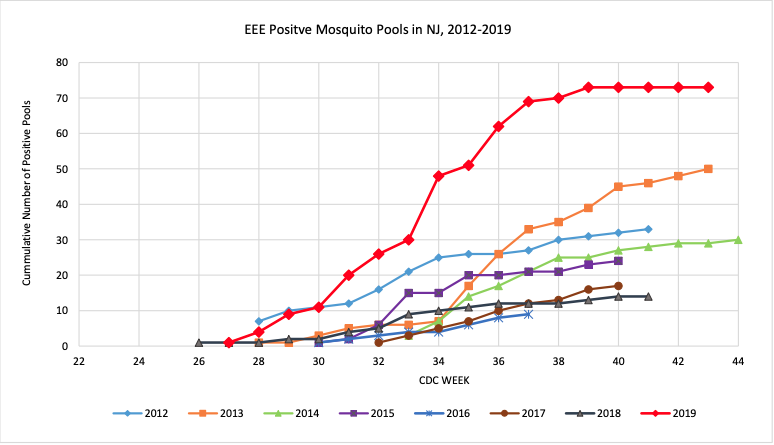 EEE Positve Mosquito Pools in NJ, 2012-2019
80
70
60
50
40
30
20
10
0
Cummulative Number of Positive Pools
22 24 26 28 30 32 34 36 38 40 42 44
CDC WEEK
2012 2013 2014 2015 2016 2017 2018 2019